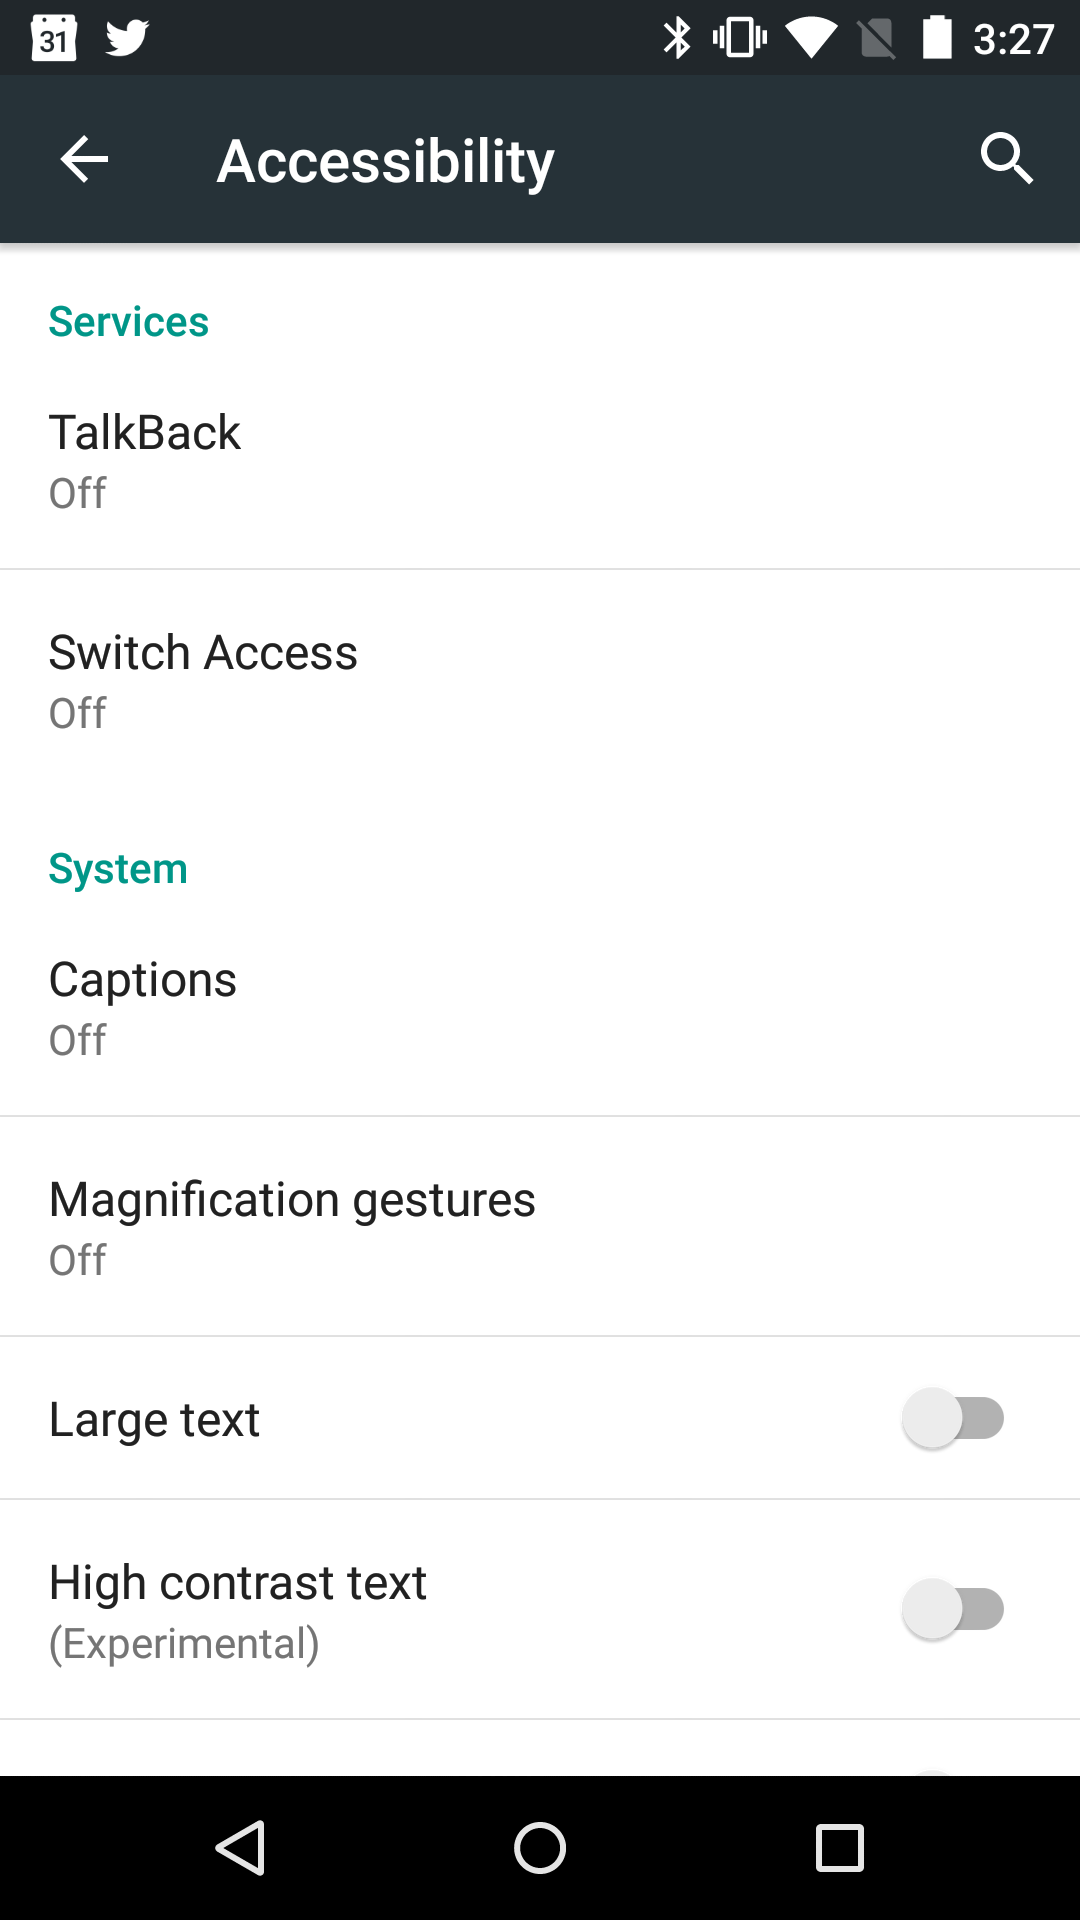 31
3:27
Accessibility
Services
TalkBack
Off
Switch Access
Off
System
Captions
Off
Magnification gestures
Off
Large text
High contrast text
(Experimental)